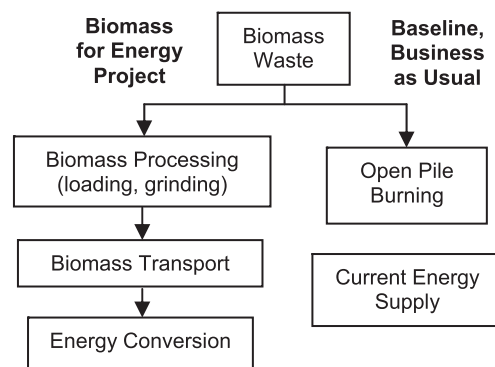 Biomass
for Energy
Project
Biomass
Waste
Baseline,
Business
as Usual
Biomass Processing
(loading, grinding)
Open Pile
Burning
Biomass Transport
Current Energy
Supply
Energy Conversion